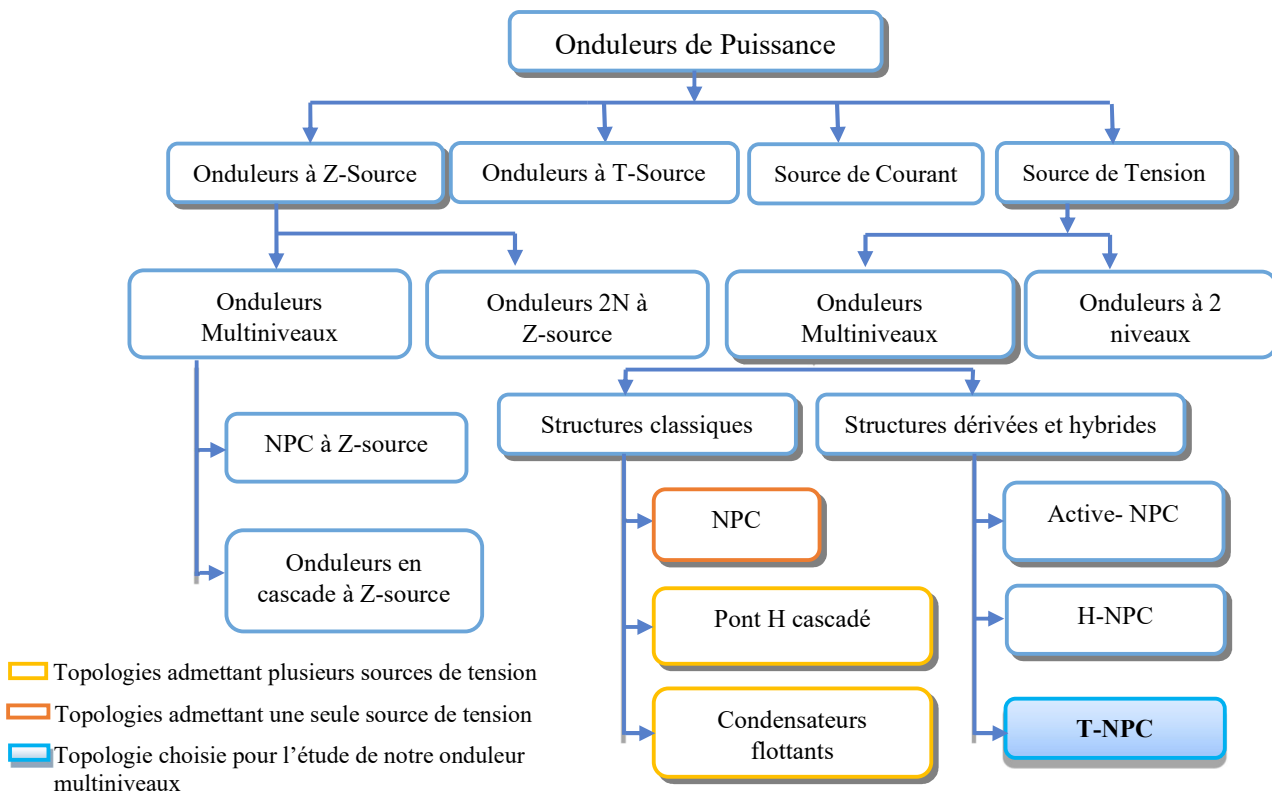 Onduleurs de Puissance
Onduleurs à Z-Source
Onduleurs à T-Source
Source de Courant
Source de Tension
Onduleurs
Multiniveaux
Onduleurs 2N à
Z-source
Onduleurs
Multiniveaux
Onduleurs à 2
niveaux
Structures classiques
Structures dérivées et hybrides
NPC à Z-source
Onduleurs en
cascade à Z-source
NPC
Pont H cascadé
Condensateurs
flottants
Active- NPC
H-NPC
T-NPC
Topologies admettant plusieurs sources de tension
Topologies admettant une seule source de tension
Topologie choisie pour l’étude de notre onduleur
multiniveaux